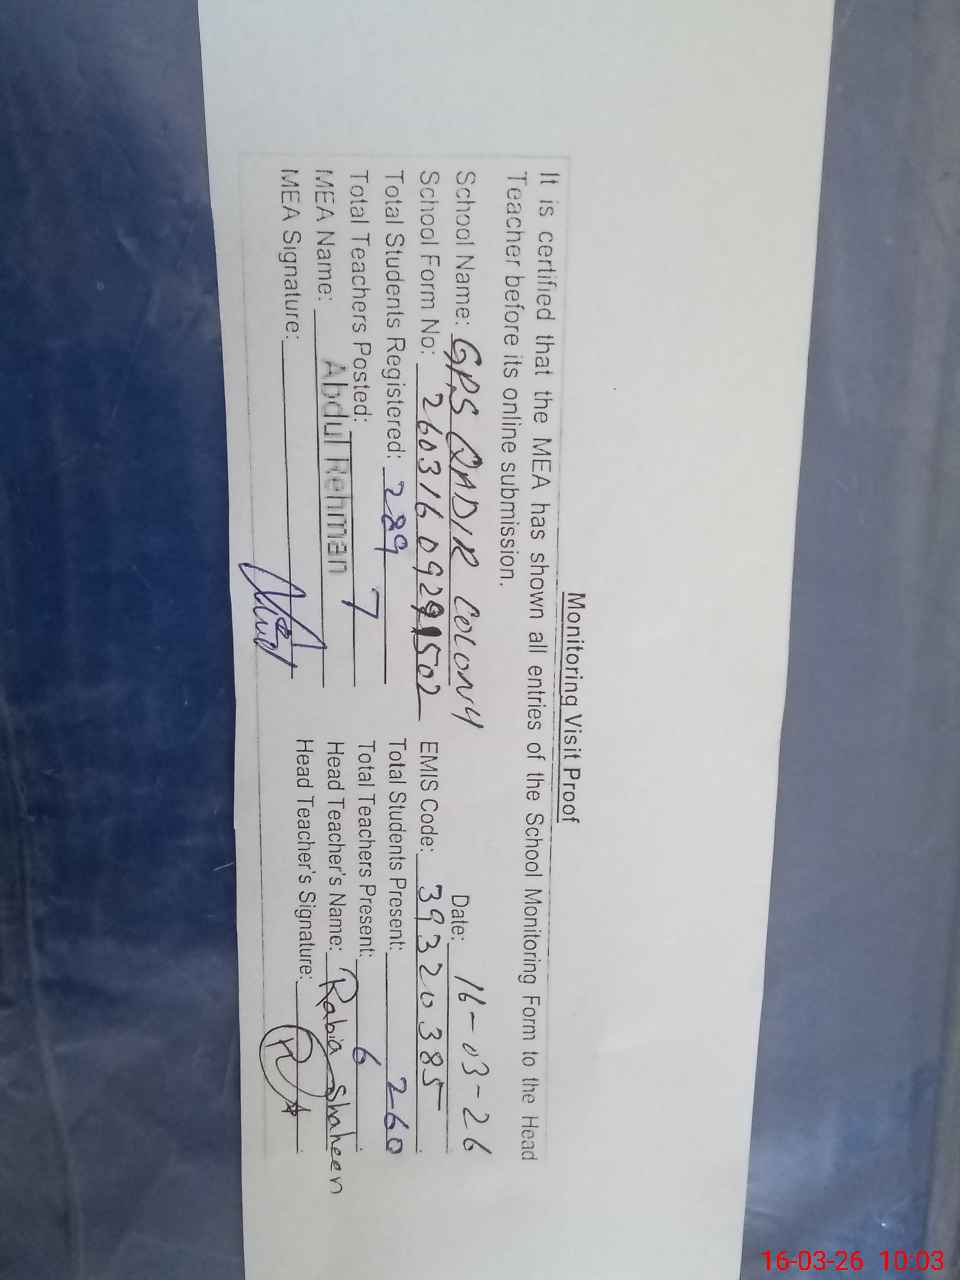 Monitoring Visit Proof
It is certified that the MEA has shown all entries of the School Monitoring Form to the Head
Teacher before its online submission.
School Name: GPS QADIR COLONY Date: 16-03-26
School Form No: 260316092991502 EMIS Code: 39320385
Total Students Registered: 289 Total Students Present: 260
Total Teachers Posted: 7 Total Teachers Present: 6
MEA Name: Abdul Rehman Head Teacher's Name: Rabia Shaheen
MEA Signature: Head Teacher's Signature:
16-03-26 10:03